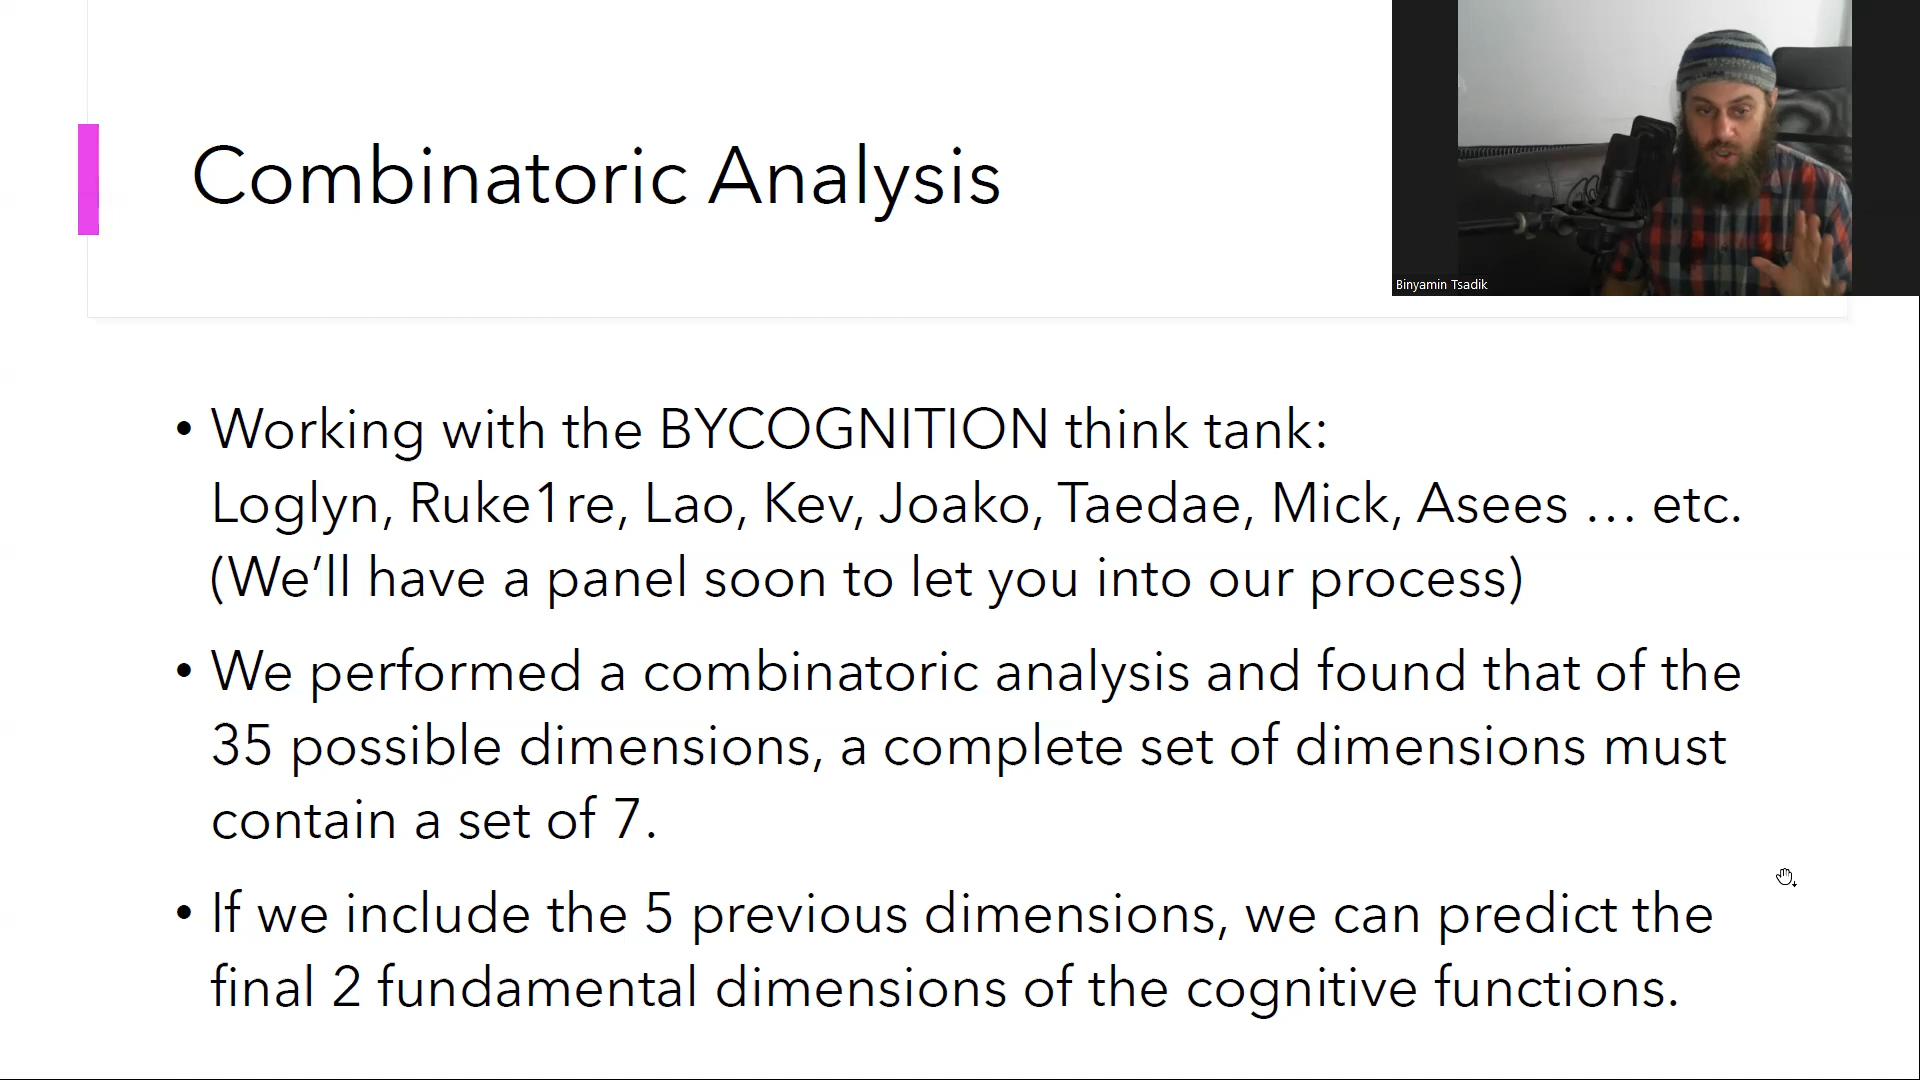 Combinatoric Analysis
Binyamin Tsadik
• Working with the BYCOGNITION think tank:
Loglyn, Ruke1re, Lao, Kev, Joako, Taedae, Mick, Asees … etc.
(We’ll have a panel soon to let you into our process)
• We performed a combinatoric analysis and found that of the
35 possible dimensions, a complete set of dimensions must
contain a set of 7.
• If we include the 5 previous dimensions, we can predict the
final 2 fundamental dimensions of the cognitive functions.